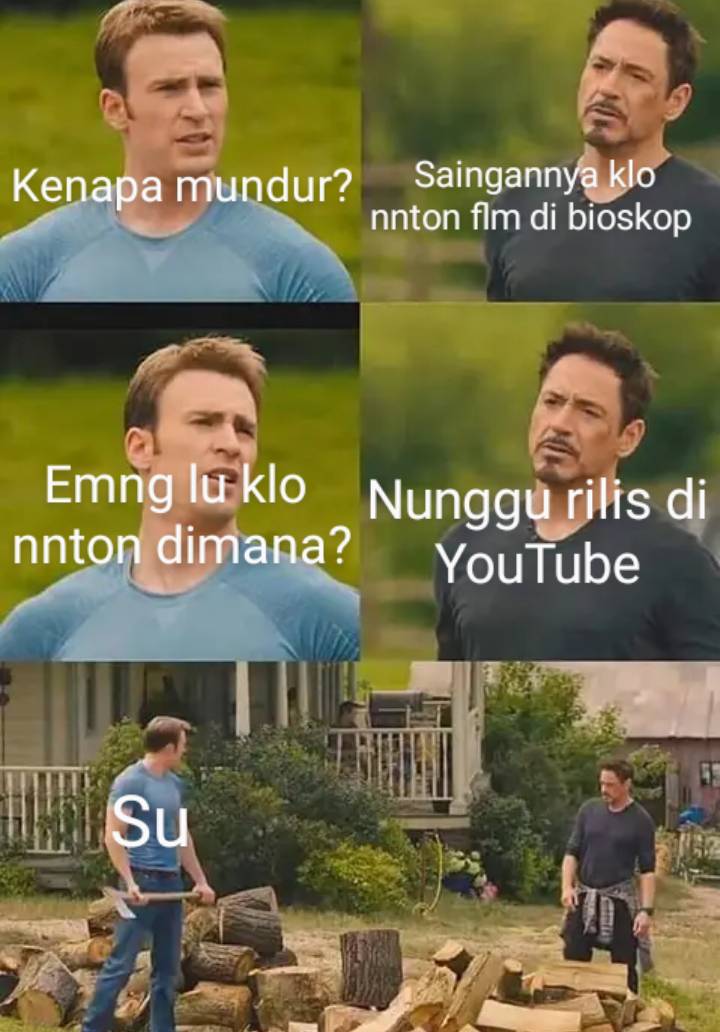 Kenapa mundur?
Saingannya klo
nnton flm di bioskop
Emng lu klo
nnton dimana?
Nunggu rilis di
YouTube
Su